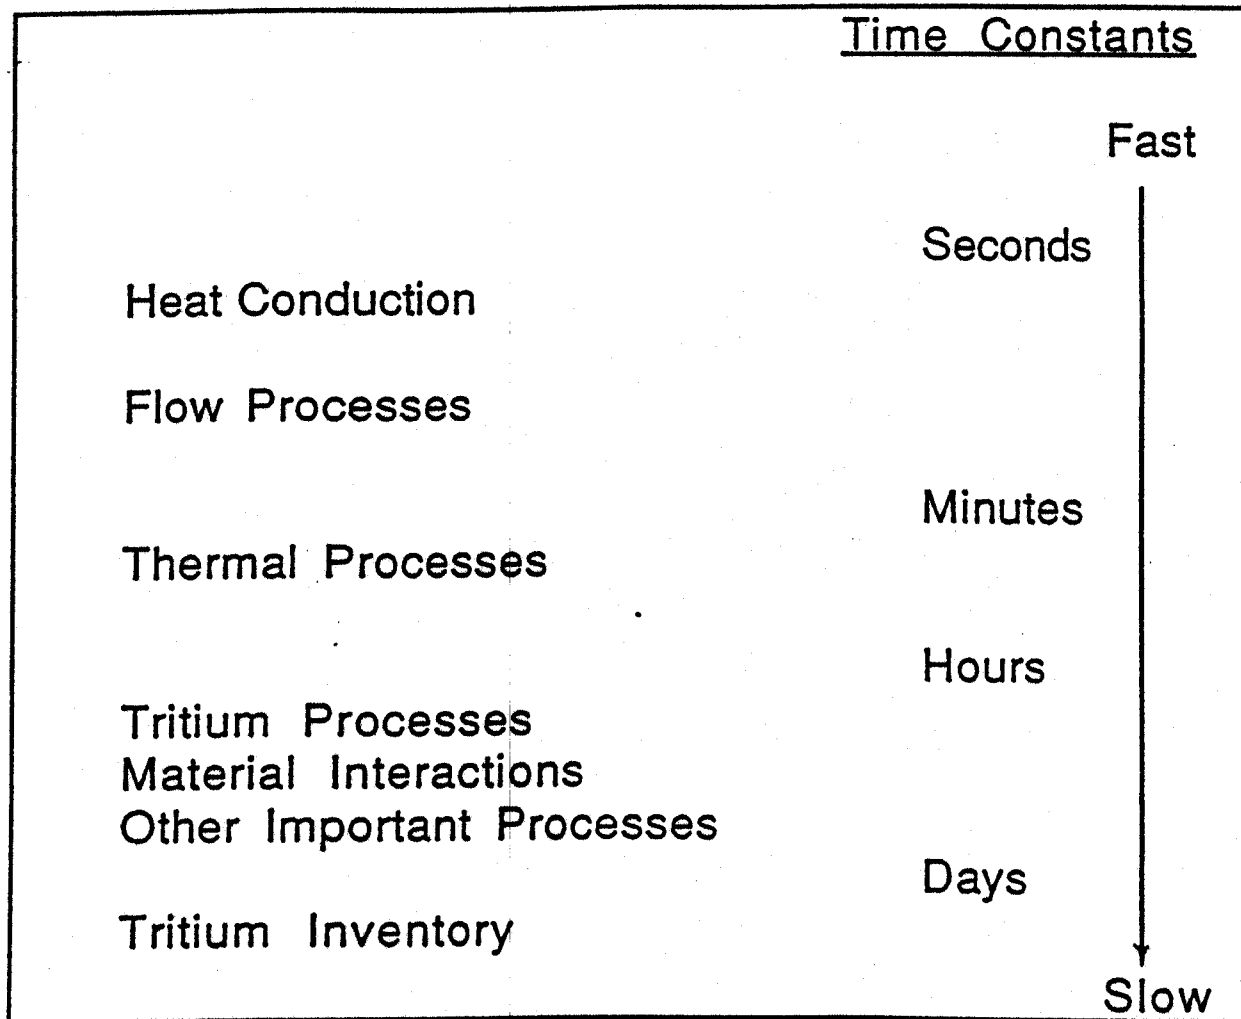 Time Constants
Fast
Seconds
Heat Conduction
Flow Processes
Minutes
Thermal Processes
Hours
Tritium Processes
Material Interactions
Other Important Processes
Days
Tritium Inventory
Slow